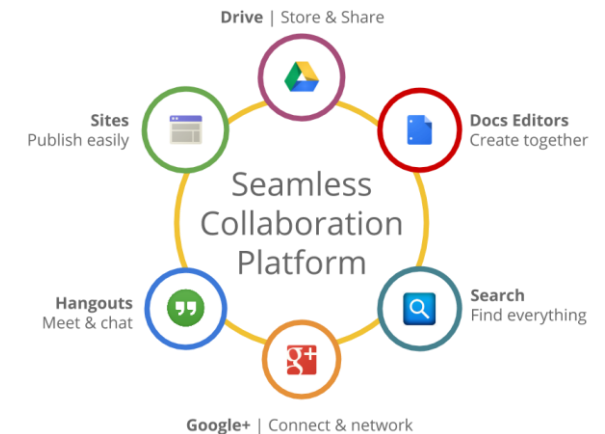 Drive | Store & Share
Sites
Publish easily
Docs Editors
Create together
Seamless
Collaboration
Platform
Hangouts
Meet & chat
Search
Find everything
g+
Google+ | Connect & network